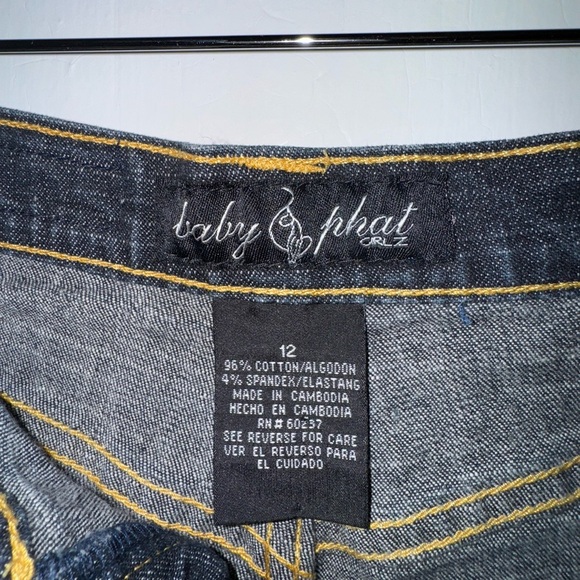 baby phat
GRLZ
12
96% COTTON/ALGODON
4% SPANDEX/ELASTANG
MADE IN CAMBODIA
HECHO EN CAMBODIA
RN# 60237
SEE REVERSE FOR CARE
VER EL REVERSO PARA
EL CUIDADO